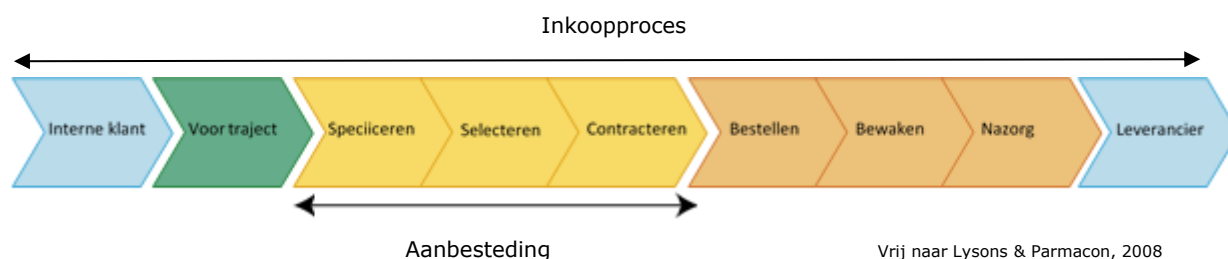 Inkoopproces
Interne klant
Voor traject
Speciiceren
Selecteren
Contracteren
Bestellen
Bewaken
Nazorg
Leverancier
Aanbesteding
Vrij naar Lysons & Parmacon, 2008